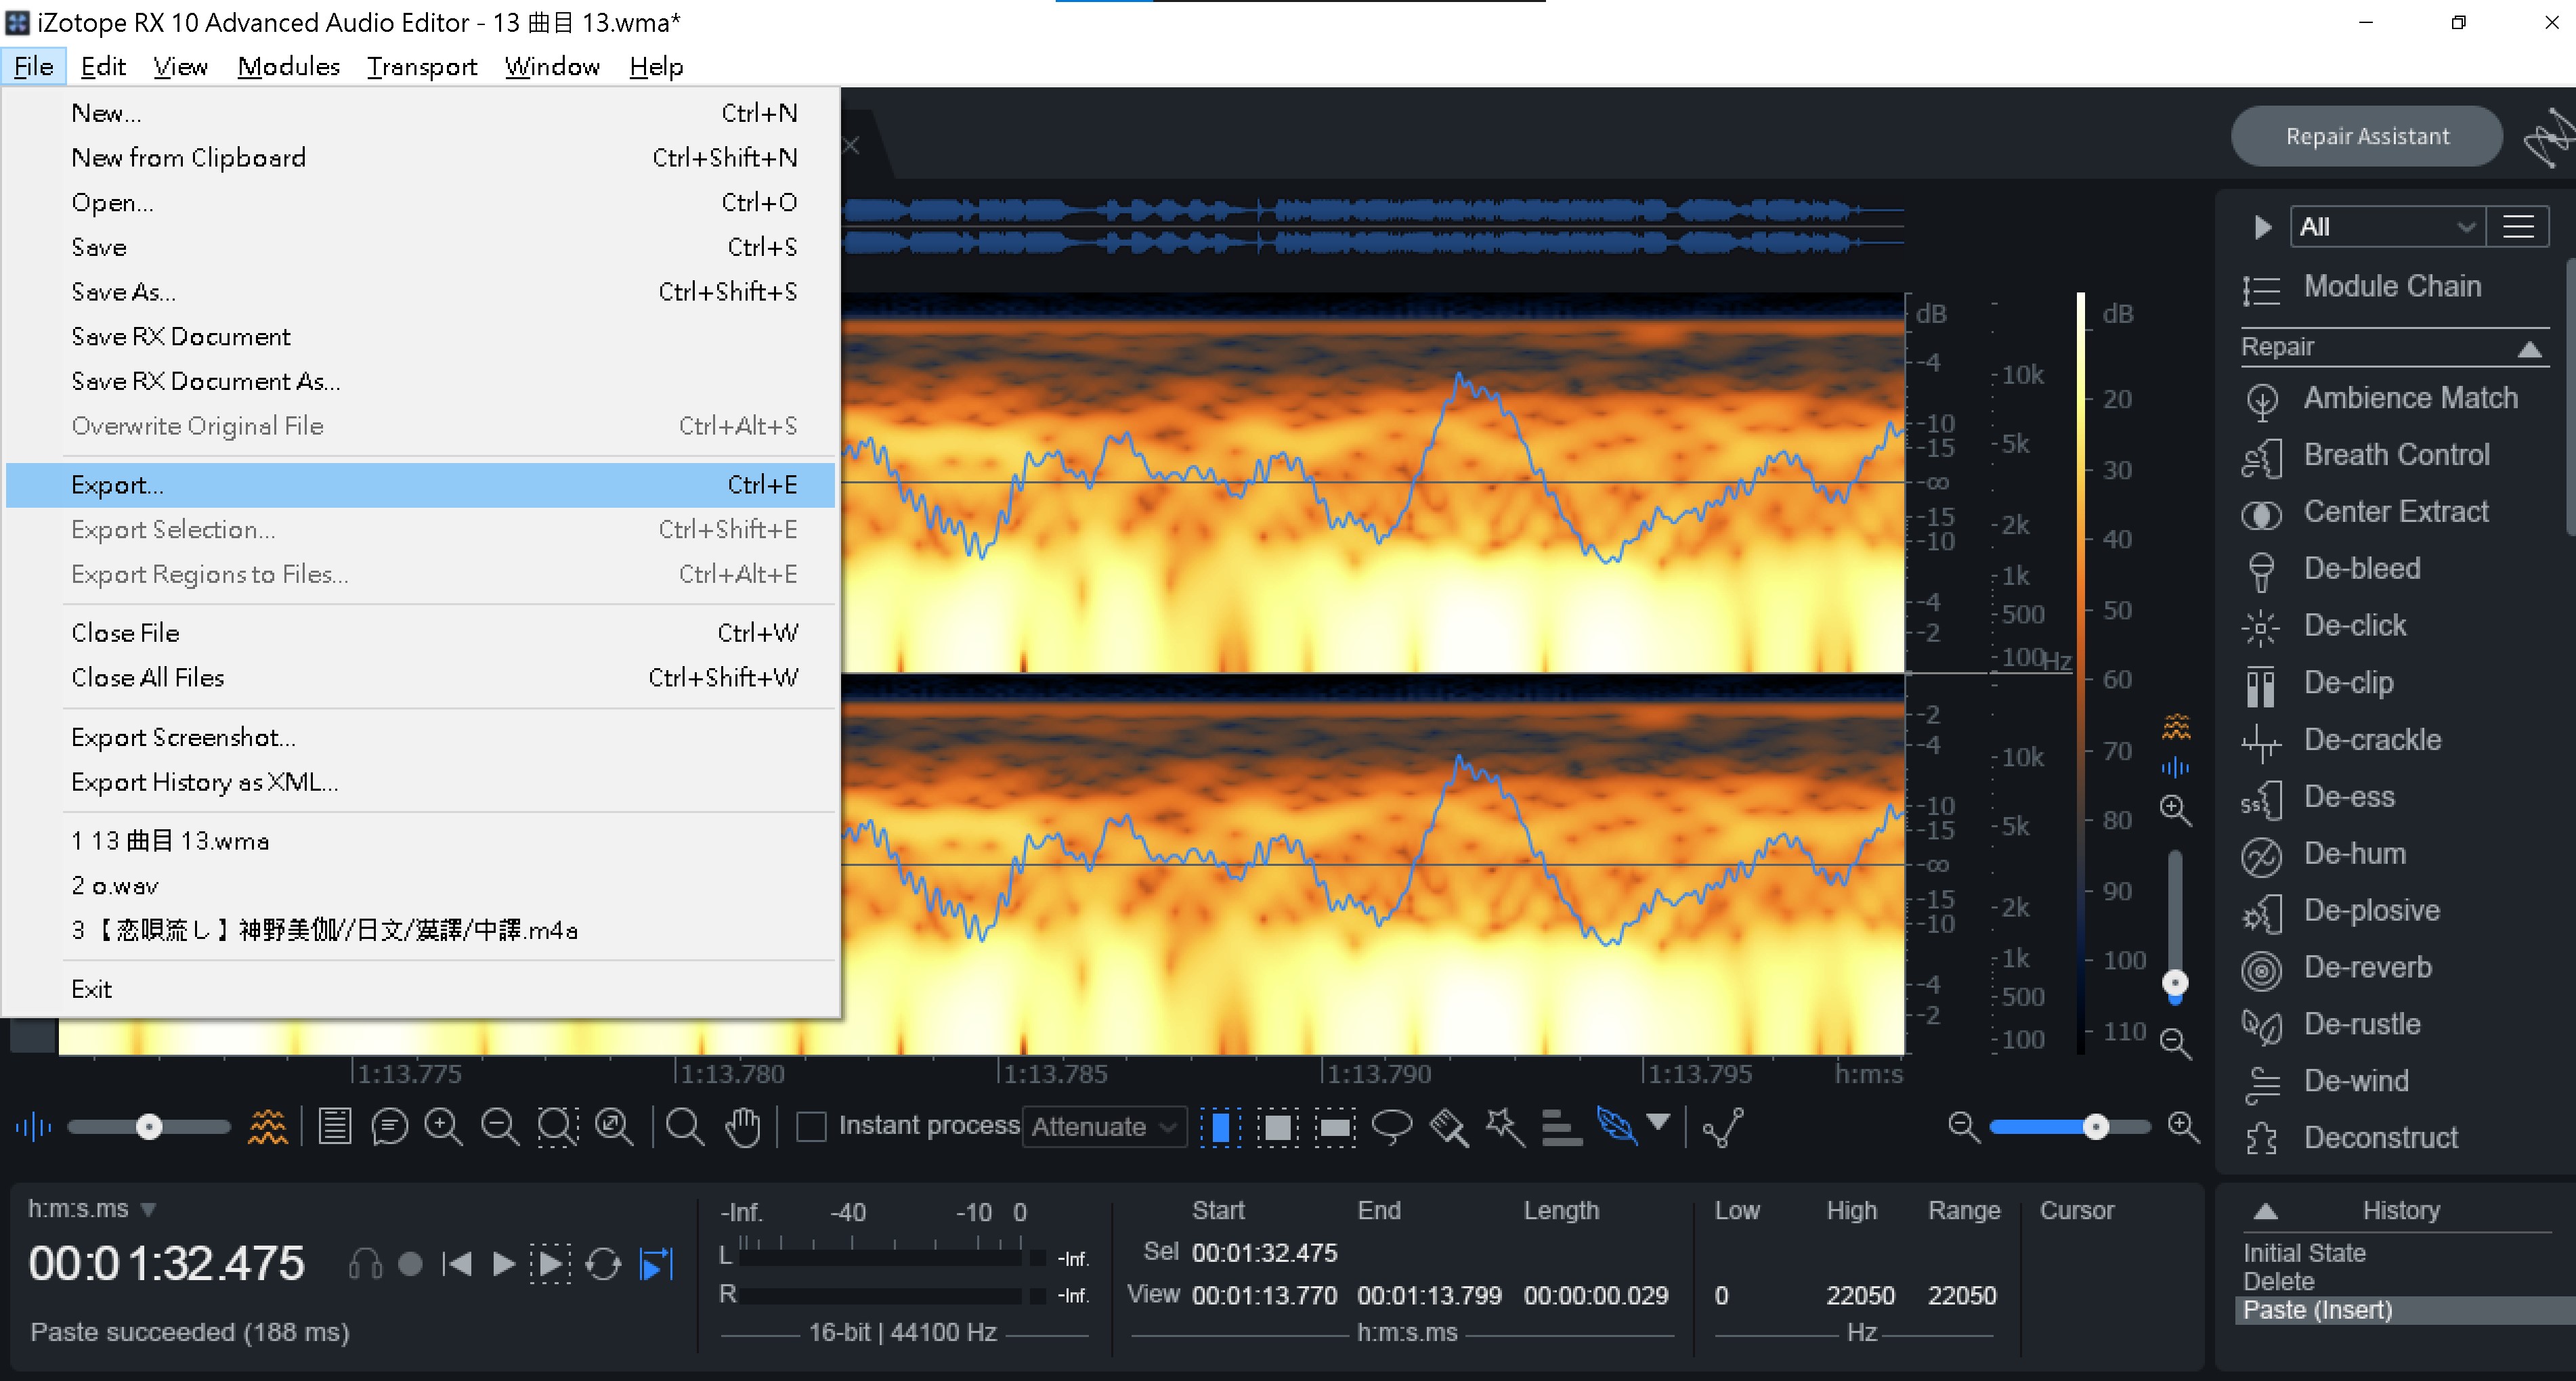 iZotope RX 10 Advanced Audio Editor - 13 曲目 13.wma*
File Edit View Modules Transport Window Help
New... Ctrl+N
New from Clipboard Ctrl+Shift+N
Open... Ctrl+O
Save Ctrl+S
Save As... Ctrl+Shift+S
Save RX Document
Save RX Document As...
Overwrite Original File Ctrl+Alt+S
Export... Ctrl+E
Export Selection... Ctrl+Shift+E
Export Regions to Files... Ctrl+Alt+E
Close File Ctrl+W
Close All Files Ctrl+Shift+W
Export Screenshot...
Export History as XML...
1 13 曲目 13.wma
2 o.wav
3 【恋唄流し】神野美伽//日文/漢譯/中譯.m4a
Exit
dB
-4
-10
-15
-∞
-15
-10
-4
-2
-2
-4
-10
-15
-∞
-15
-10
-4
-2
10k
5k
2k
1k
500
100 Hz
10k
5k
2k
1k
500
100
dB
20
30
40
50
60
70
80
90
100
110
1:13.775 1:13.780 1:13.785 1:13.790 1:13.795 h:m:s
Instant process Attenuate
Repair Assistant
All
Module Chain
Repair
Ambience Match
Breath Control
Center Extract
De-bleed
De-click
De-clip
De-crackle
De-ess
De-hum
De-plosive
De-reverb
De-rustle
De-wind
Deconstruct
h:m:s.ms
00:01:32.475
Paste succeeded (188 ms)
-Inf. -40 -10 0
L -Inf.
R -Inf.
16-bit | 44100 Hz
Start End Length
Sel 00:01:32.475
View 00:01:13.770 00:01:13.799 00:00:00.029
h:m:s.ms
Low High Range Cursor
0 22050 22050
Hz
History
Initial State
Delete
Paste (Insert)